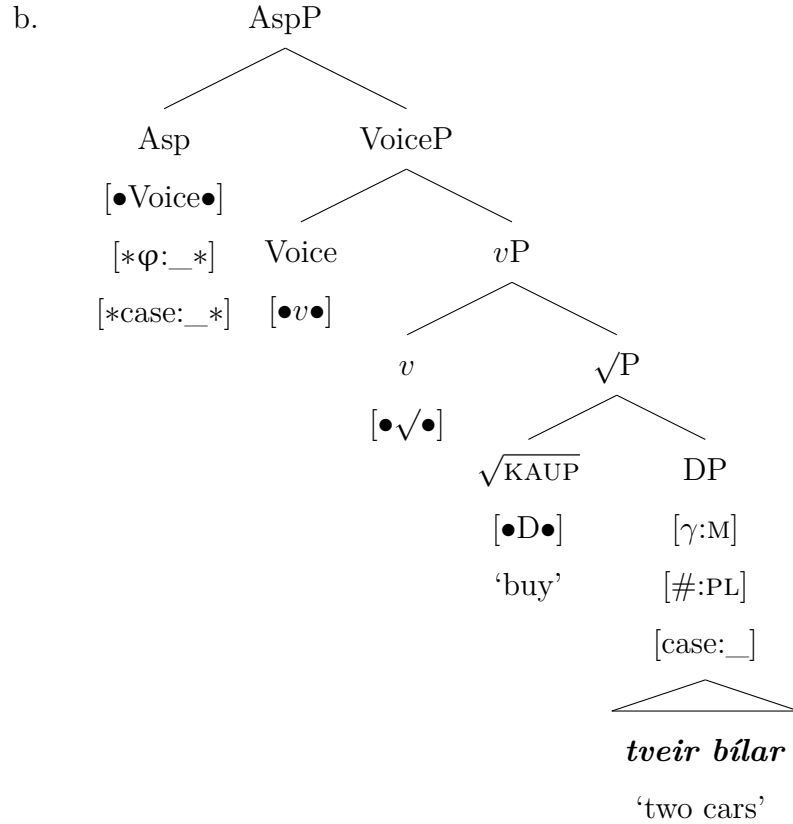 b. AspP
Asp VoiceP
[●Voice●]
[∗φ:_∗] Voice vP
[∗case:_∗] [●v●]
v √P
[●√●]
√KAUP DP
[●D●] [γ:M]
‘buy’ [#:PL]
[case:_]
tveir bílar
‘two cars’